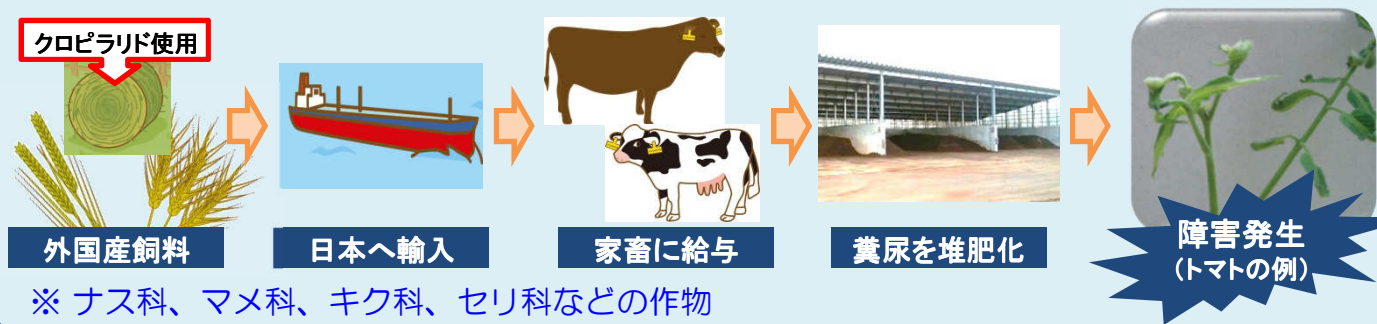 クロピラリド使用
外国産飼料
日本へ輸入
家畜に給与
糞尿を堆肥化
障害発生
(トマトの例)
※ ナス科、マメ科、キク科、セリ科などの作物